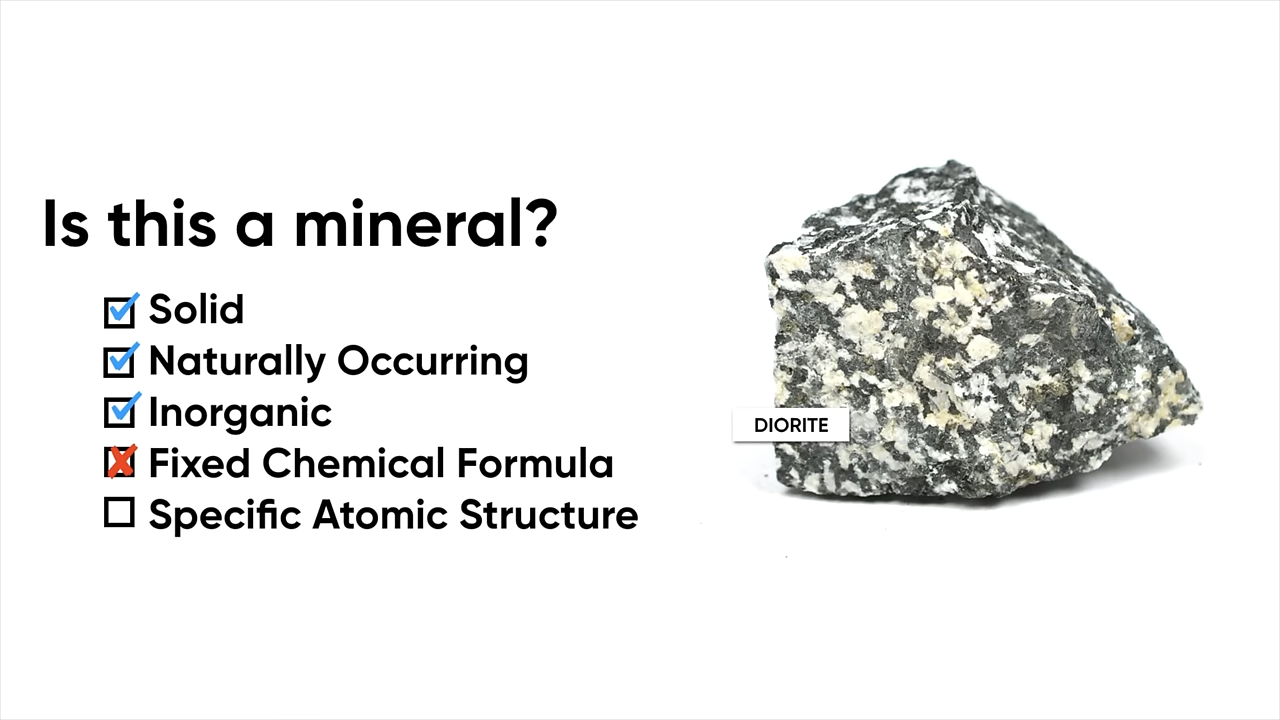 Is this a mineral?
Solid
Naturally Occurring
Inorganic
Fixed Chemical Formula
Specific Atomic Structure
DIORITE